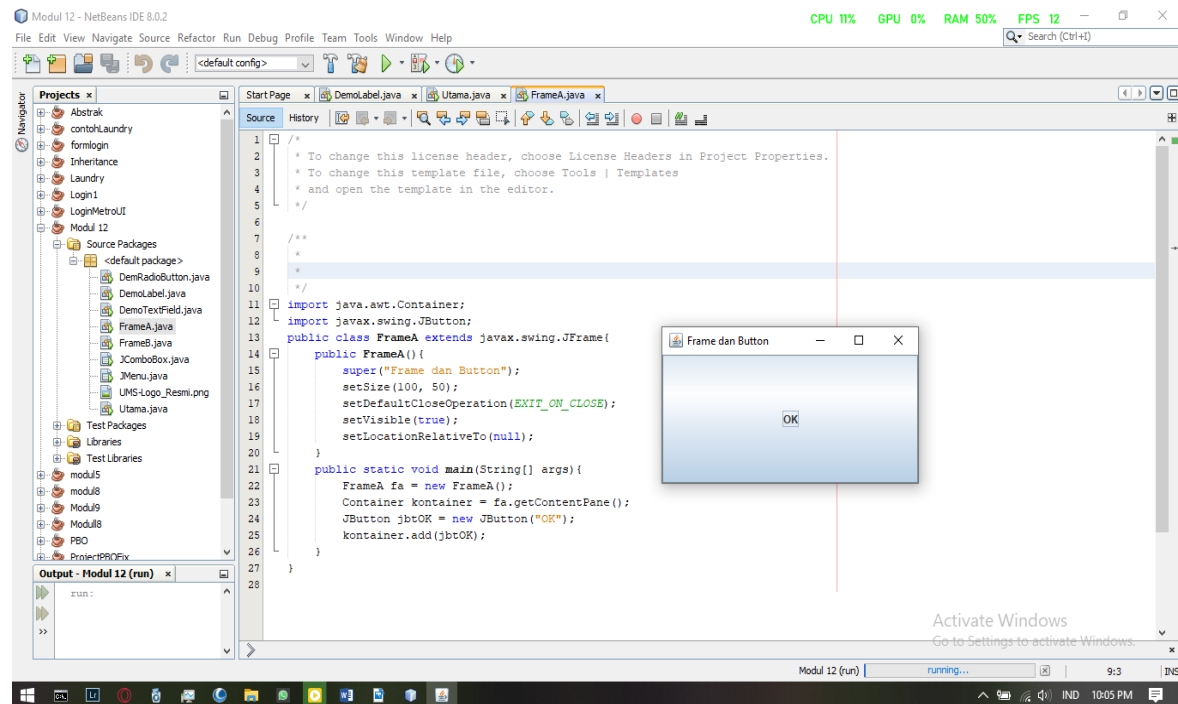 Modul 12 - NetBeans IDE 8.0.2
CPU 11% GPU 0% RAM 50% FPS 12
File Edit View Navigate Source Refactor Run Debug Profile Team Tools Window Help
Search (Ctrl+I)
<default config>
Navigator
Projects
Abstrak
contohLaundry
formlogin
Inheritance
Laundry
Login1
LoginMetroUI
Modul 12
Source Packages
<default package>
DemRadioButton.java
DemoLabel.java
DemoTextField.java
FrameA.java
FrameB.java
JComboBox.java
JMenu.java
UMS-Logo_Resmi.png
Utama.java
Test Packages
Libraries
Test Libraries
modul5
modul8
Modul9
Modull8
PBO
ProjectPBOFix
Output - Modul 12 (run)
run:
Start Page DemoLabel.java Utama.java FrameA.java
Source History
1 /*
2 * To change this license header, choose License Headers in Project Properties.
3 * To change this template file, choose Tools | Templates
4 * and open the template in the editor.
5 */
6
7 /**
8 *
9 *
10 */
11 import java.awt.Container;
12 import javax.swing.JButton;
13 public class FrameA extends javax.swing.JFrame{
14 public FrameA(){
15 super("Frame dan Button");
16 setSize(100, 50);
17 setDefaultCloseOperation(EXIT_ON_CLOSE);
18 setVisible(true);
19 setLocationRelativeTo(null);
20 }
21 public static void main(String[] args){
22 FrameA fa = new FrameA();
23 Container kontainer = fa.getContentPane();
24 JButton jbtOK = new JButton("OK");
25 kontainer.add(jbtOK);
26 }
27 }
28
Frame dan Button
OK
Activate Windows
Go to Settings to activate Windows.
Modul 12 (run) running... 9:3 INS
IND 10:05 PM